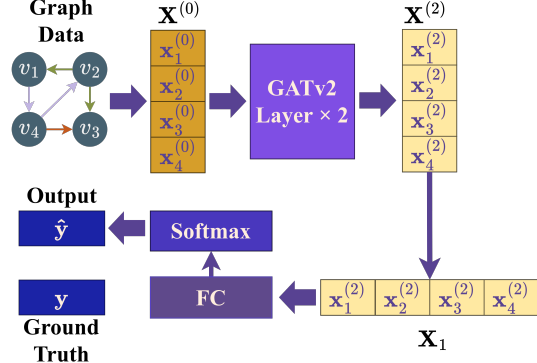 Graph
Data
v₁ v₂
v₄ v₃
X⁽⁰⁾
x₁⁽⁰⁾
x₂⁽⁰⁾
x₃⁽⁰⁾
x₄⁽⁰⁾
GATv2
Layer × 2
X⁽²⁾
x₁⁽²⁾
x₂⁽²⁾
x₃⁽²⁾
x₄⁽²⁾
Output
ŷ
Softmax
y
FC
x₁⁽²⁾ x₂⁽²⁾ x₃⁽²⁾ x₄⁽²⁾
Ground
Truth
X₁